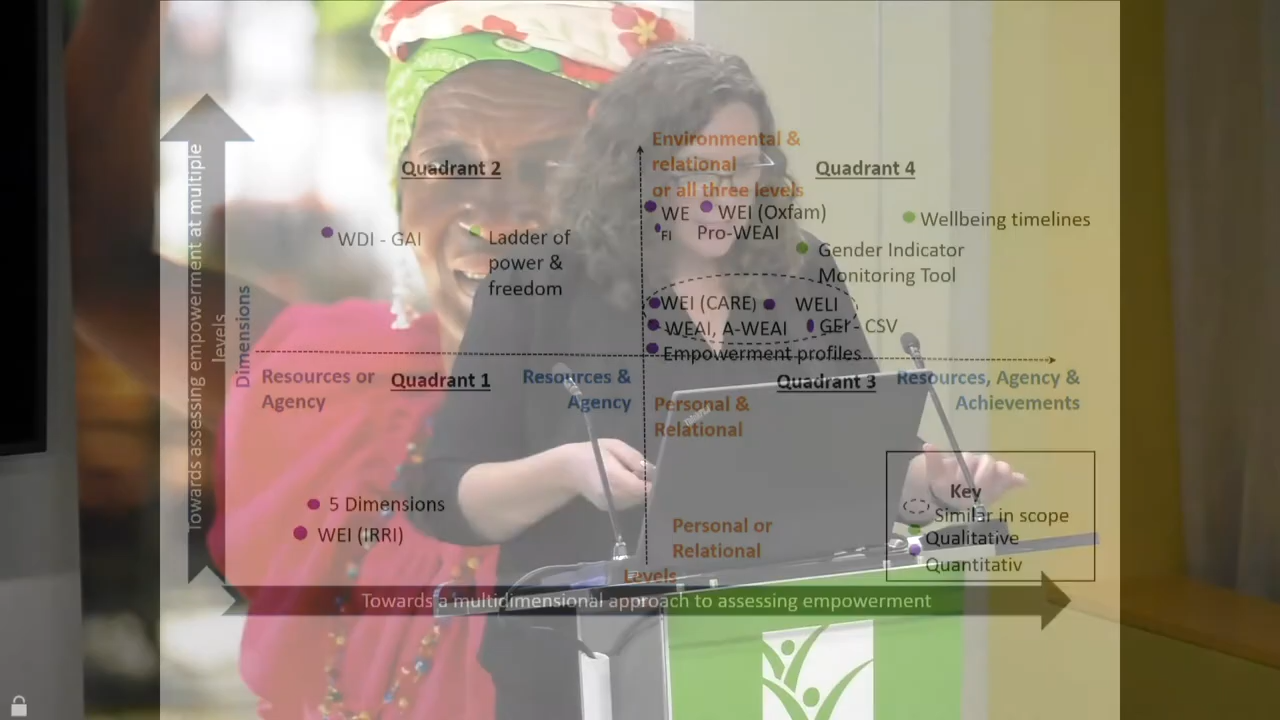 Quadrant 2
WDI - GAI
Ladder of
power &
freedom
Environmental &
relational
or all three levels
Quadrant 4
WE
FI
WEI (Oxfam)
Pro-WEAI
Wellbeing timelines
Gender Indicator
Monitoring Tool
WEI (CARE)
WELI
WEAI, A-WEAI
GEI - CSV
Empowerment profiles
Towards assessing empowerment at multiple
levels
Dimensions
Resources or
Agency
Quadrant 1
Resources &
Agency
Personal &
Relational
Quadrant 3
Resources, Agency &
Achievements
5 Dimensions
WEI (IRRI)
Personal or
Relational
Levels
Key
Similar in scope
Qualitative
Quantitativ
Towards a multidimensional approach to assessing empowerment